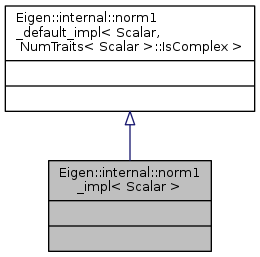 Eigen::internal::norm1
_default_impl< Scalar,
NumTraits< Scalar >::IsComplex >
Eigen::internal::norm1
_impl< Scalar >